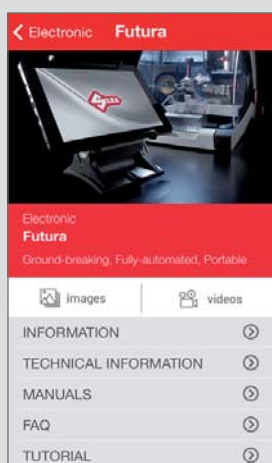 Electronic Futura
Electronic
Futura
Ground-breaking, Fully-automated, Portable
images videos
INFORMATION
TECHNICAL INFORMATION
MANUALS
FAQ
TUTORIAL